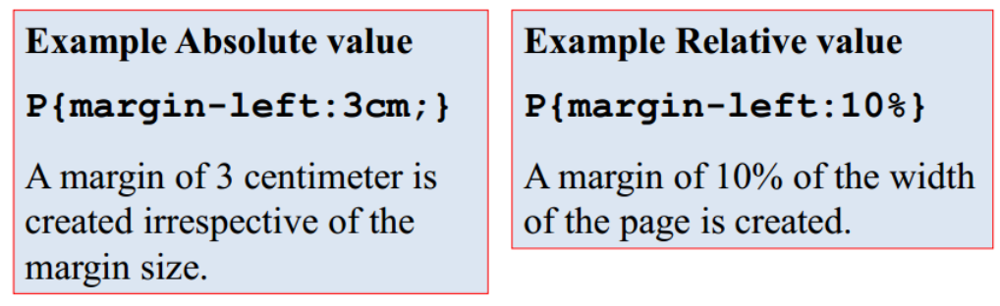 Example Absolute value
P{margin-left:3cm;}
A margin of 3 centimeter is
created irrespective of the
margin size.
Example Relative value
P{margin-left:10%}
A margin of 10% of the width
of the page is created.